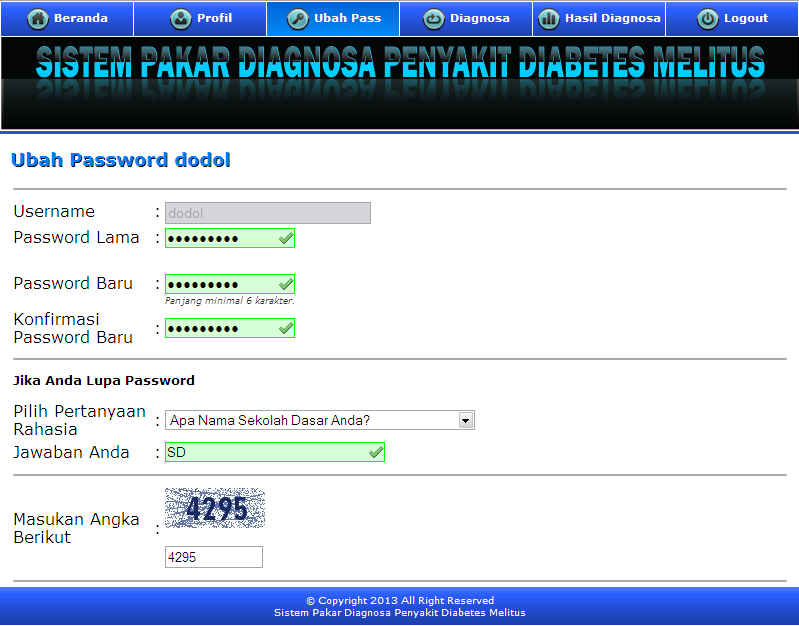 Beranda Profil Ubah Pass Diagnosa Hasil Diagnosa Logout
SISTEM PAKAR DIAGNOSA PENYAKIT DIABETES MELITUS
Ubah Password dodol
Username : dodol
Password Lama : •••••••••
Password Baru : •••••••••
Panjang minimal 6 karakter.
Konfirmasi
Password Baru : •••••••••
Jika Anda Lupa Password
Pilih Pertanyaan
Rahasia : Apa Nama Sekolah Dasar Anda?
Jawaban Anda : SD
4295
Masukan Angka
Berikut :
4295
© Copyright 2013 All Right Reserved
Sistem Pakar Diagnosa Penyakit Diabetes Melitus